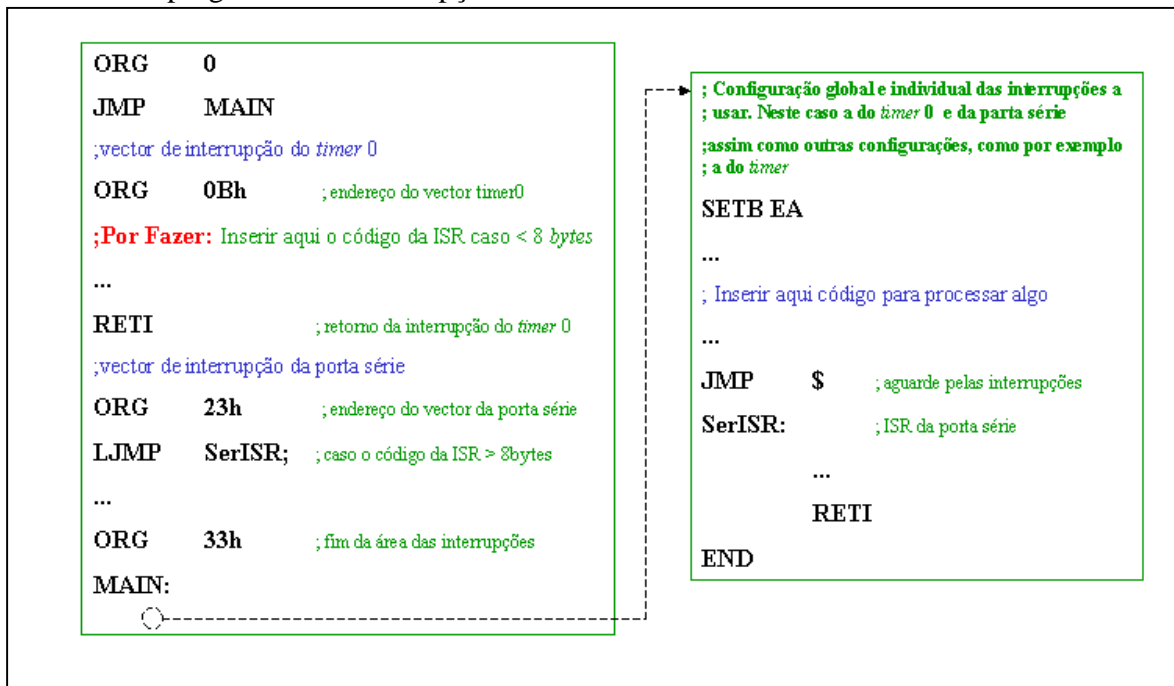 ORG 0
JMP MAIN
;vector de interrupção do timer 0
ORG 0Bh ; endereço do vector timer0
;Por Fazer: Inserir aqui o código da ISR caso < 8 bytes
...
RETI ; retorno da interrupção do timer 0
;vector de interrupção da porta série
ORG 23h ; endereço do vector da porta série
LJMP SerISR; ; caso o código da ISR > 8bytes
...
ORG 33h ; fim da área das interrupções
MAIN:
; Configuração global e individual das interrupções a
; usar. Neste caso a do timer 0 e da parta série
;assim como outras configurações, como por exemplo
; a do timer
SETB EA
...
; Inserir aqui código para processar algo
...
JMP $ ; aguarde pelas interrupções
SerISR: ; ISR da porta série
...
RETI
END